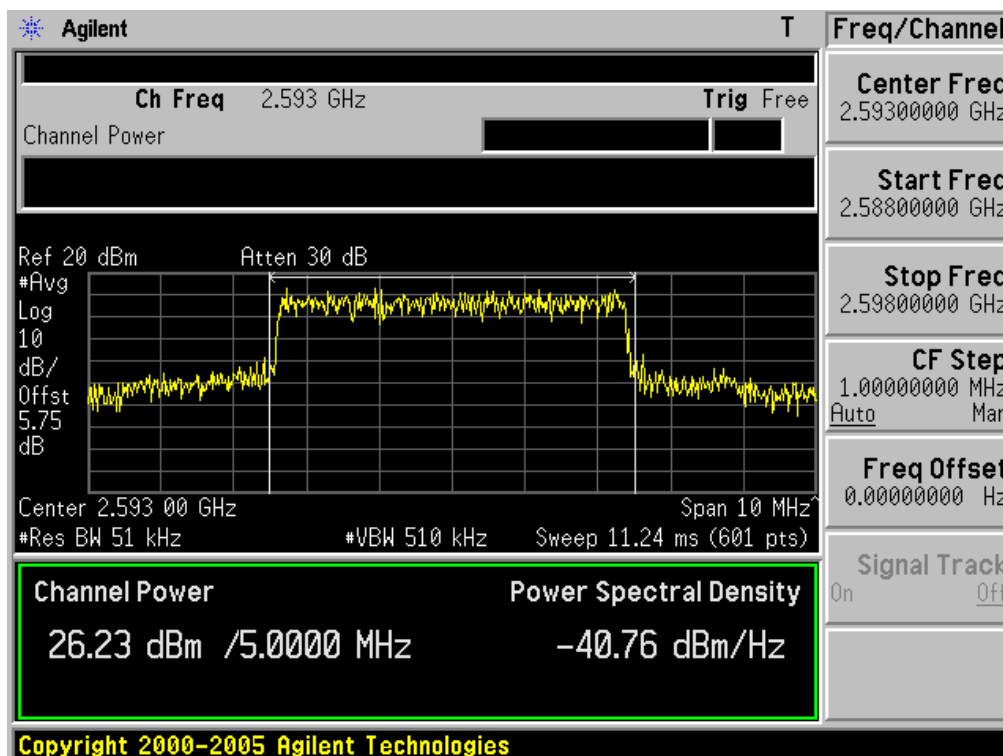 Agilent T
Ch Freq 2.593 GHz Trig Free
Channel Power
Ref 20 dBm Atten 30 dB
#Avg
Log
10
dB/
Offst
5.75
dB
Center 2.593 00 GHz Span 10 MHz^
#Res BW 51 kHz #VBW 510 kHz Sweep 11.24 ms (601 pts)
Channel Power Power Spectral Density
26.23 dBm /5.0000 MHz -40.76 dBm/Hz
Copyright 2000-2005 Agilent Technologies
Freq/Channel
Center Freq
2.59300000 GHz
Start Freq
2.58800000 GHz
Stop Freq
2.59800000 GHz
CF Step
1.00000000 MHz
Auto Man
Freq Offset
0.00000000 Hz
Signal Track
On Off